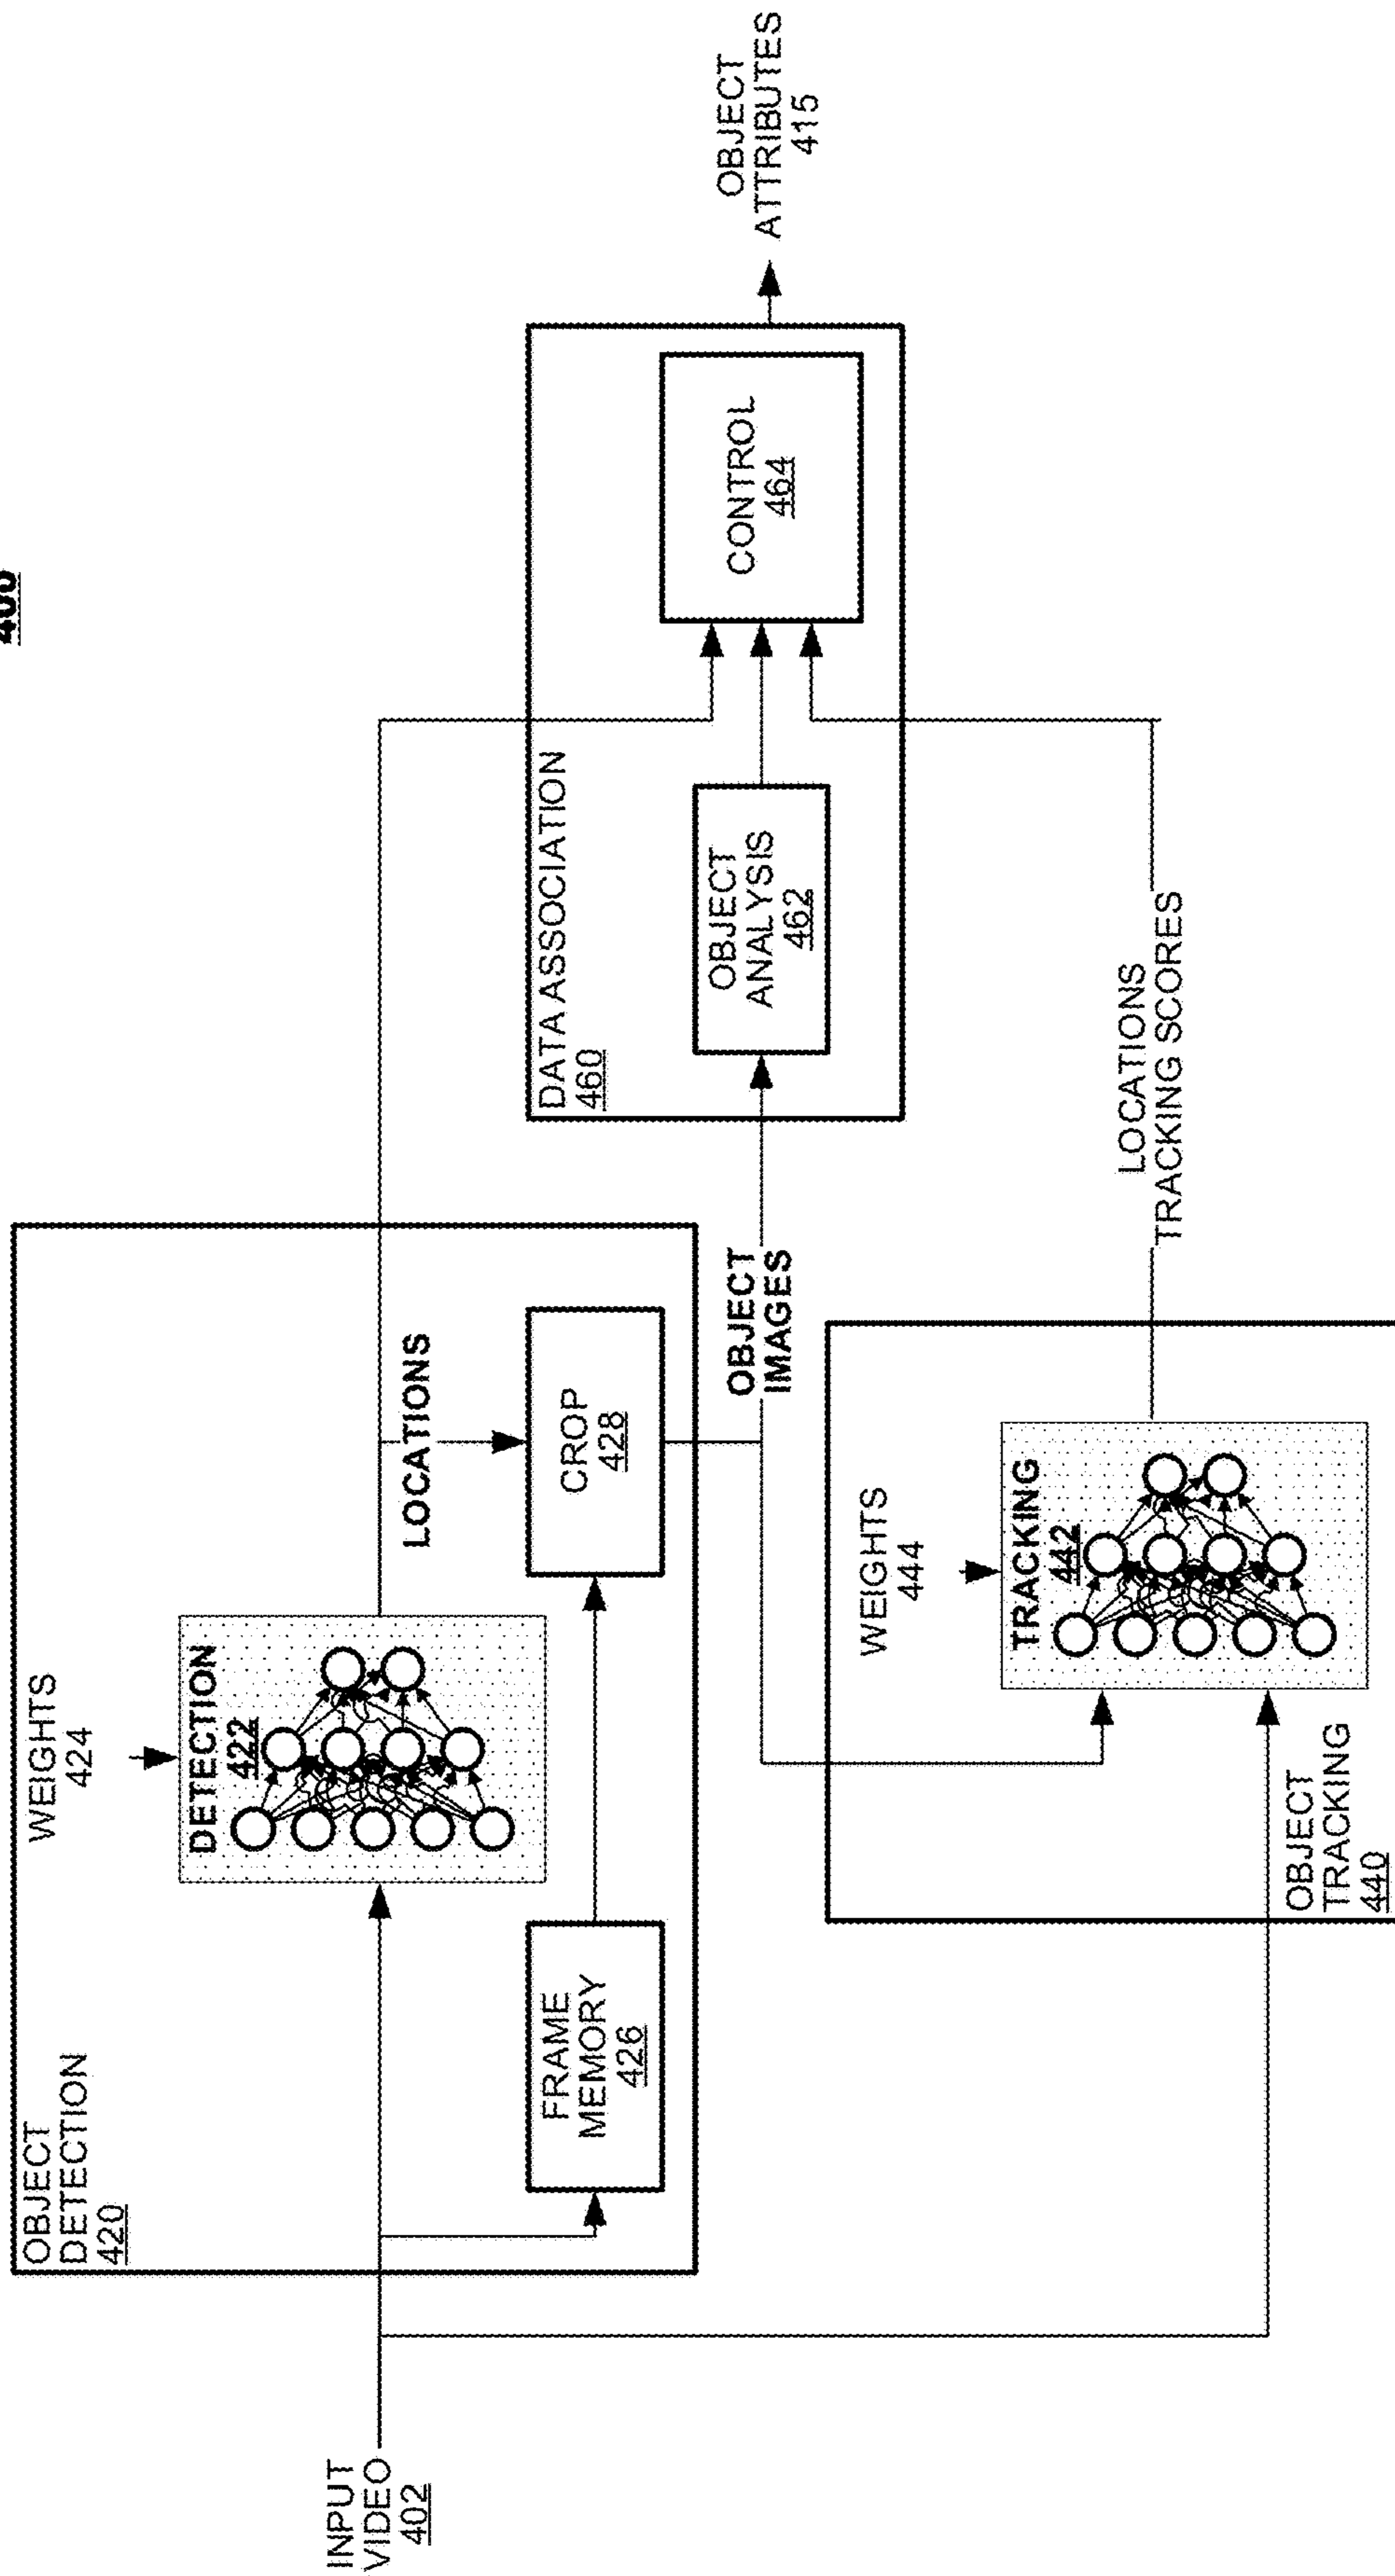 OBJECT
DETECTION
420
WEIGHTS
424
DETECTION
422
FRAME
MEMORY
426
LOCATIONS
CROP
428
INPUT
VIDEO
402
OBJECT
IMAGES
DATA ASSOCIATION
460
OBJECT
ANALYSIS
462
CONTROL
464
OBJECT
ATTRIBUTES
415
WEIGHTS
444
TRACKING
442
OBJECT
TRACKING
440
LOCATIONS
TRACKING SCORES